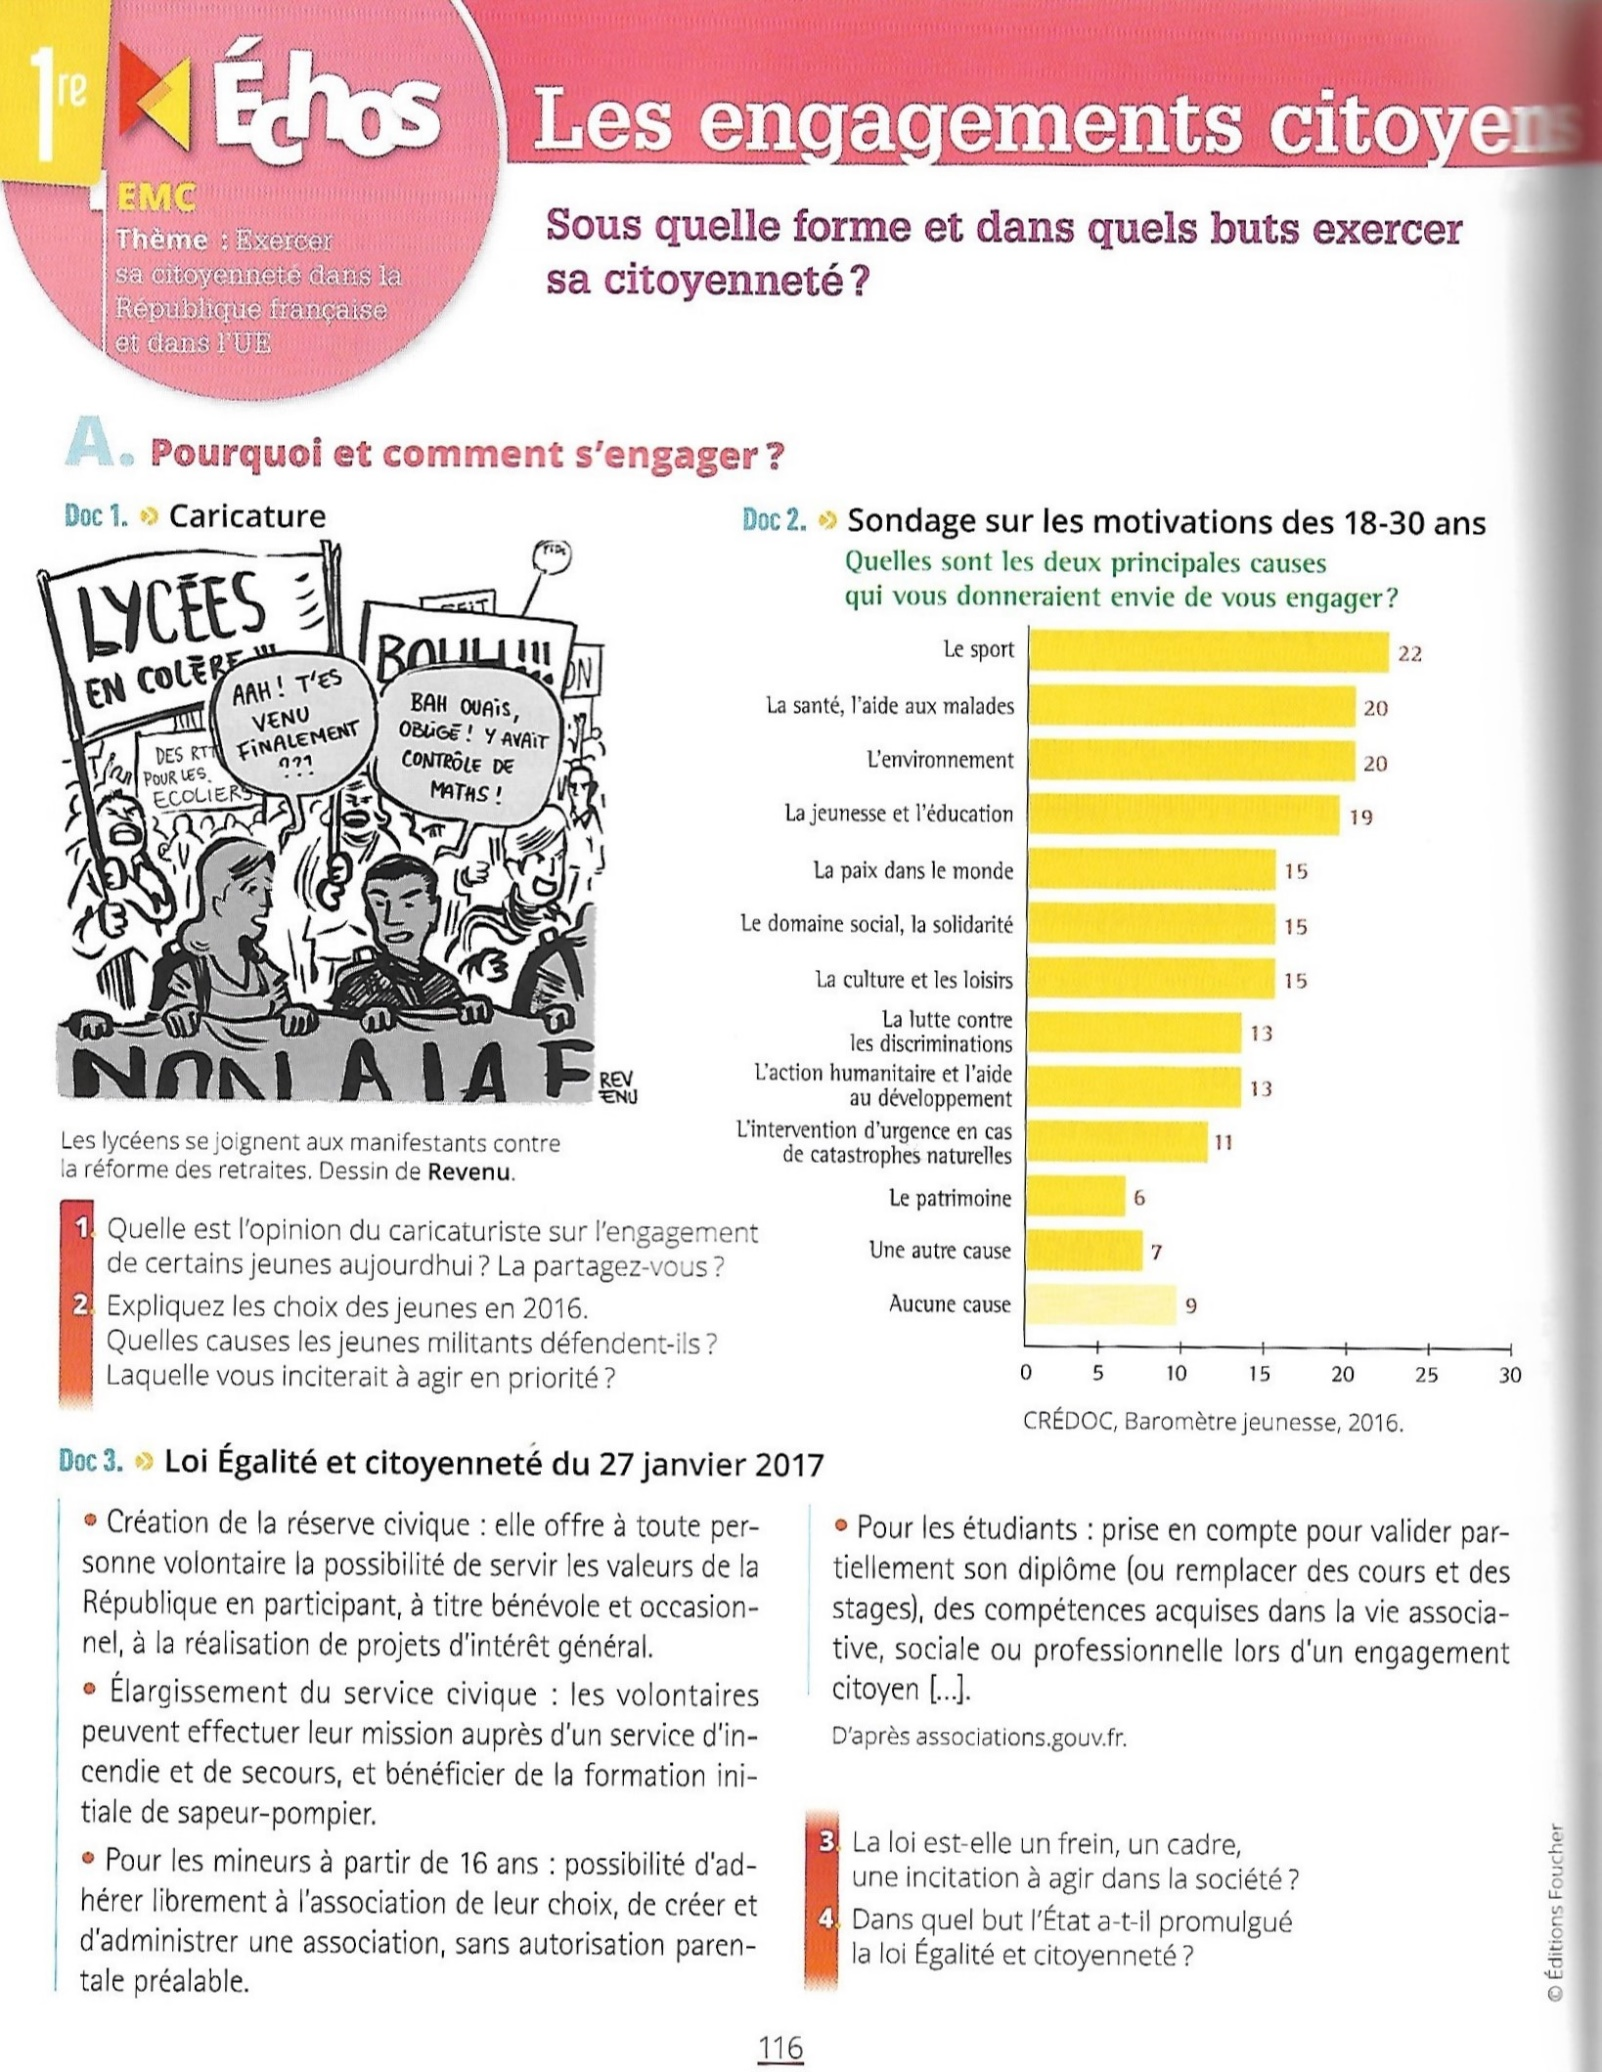 1re
Échos
Les engagements citoyens
EMC
Thème : Exercer
sa citoyenneté dans la
République française
et dans l'UE
Sous quelle forme et dans quels buts exercer
sa citoyenneté ?
A. Pourquoi et comment s'engager ?
Doc 1. Caricature
LYCÉES
EN COLÈRE !!!
BOUH !!!
DES RTT
POUR LES
ECOLIERS
AAH ! T'ES
VENU
FINALEMENT
???
BAH OUAIS,
OBLIGÉ ! Y AVAIT
CONTRÔLE DE
MATHS !
NON A LA
REV
ENU
Les lycéens se joignent aux manifestants contre
la réforme des retraites. Dessin de Revenu.
1. Quelle est l'opinion du caricaturiste sur l'engagement
de certains jeunes aujourdhui ? La partagez-vous ?
2. Expliquez les choix des jeunes en 2016.
Quelles causes les jeunes militants défendent-ils ?
Laquelle vous inciterait à agir en priorité ?
Doc 2. Sondage sur les motivations des 18-30 ans
Quelles sont les deux principales causes
qui vous donneraient envie de vous engager ?
Le sport 22
La santé, l'aide aux malades 20
L'environnement 20
La jeunesse et l'éducation 19
La paix dans le monde 15
Le domaine social, la solidarité 15
La culture et les loisirs 15
La lutte contre
les discriminations 13
L'action humanitaire et l'aide
au développement 13
L'intervention d'urgence en cas
de catastrophes naturelles 11
Le patrimoine 6
Une autre cause 7
Aucune cause 9
0 5 10 15 20 25 30
CRÉDOC, Baromètre jeunesse, 2016.
Doc 3. Loi Égalité et citoyenneté du 27 janvier 2017
• Création de la réserve civique : elle offre à toute per-
sonne volontaire la possibilité de servir les valeurs de la
République en participant, à titre bénévole et occasion-
nel, à la réalisation de projets d'intérêt général.
• Élargissement du service civique : les volontaires
peuvent effectuer leur mission auprès d'un service d'in-
cendie et de secours, et bénéficier de la formation ini-
tiale de sapeur-pompier.
• Pour les mineurs à partir de 16 ans : possibilité d'ad-
hérer librement à l'association de leur choix, de créer et
d'administrer une association, sans autorisation paren-
tale préalable.
• Pour les étudiants : prise en compte pour valider par-
tiellement son diplôme (ou remplacer des cours et des
stages), des compétences acquises dans la vie associa-
tive, sociale ou professionnelle lors d'un engagement
citoyen [...].
D'après associations.gouv.fr.
3. La loi est-elle un frein, un cadre,
une incitation à agir dans la société ?
4. Dans quel but l'État a-t-il promulgué
la loi Égalité et citoyenneté ?
© Éditions Foucher
116